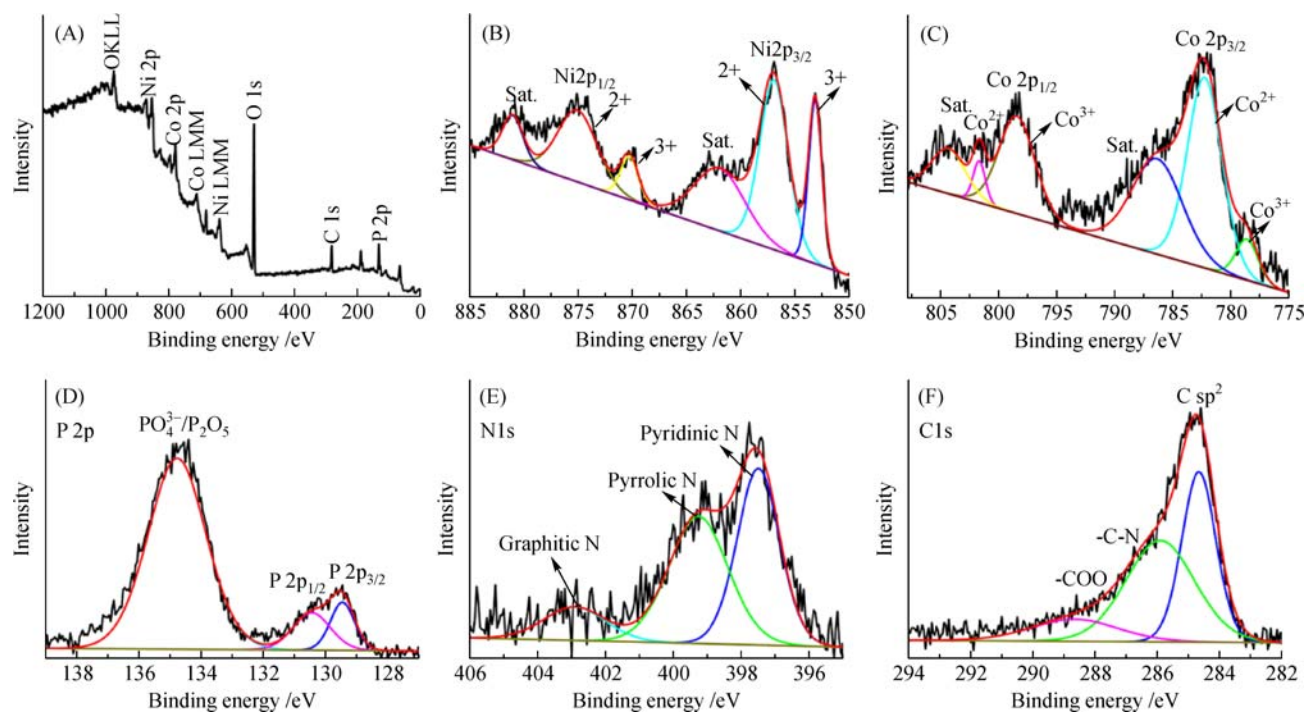 (A)
OKLL
Ni 2p
Co 2p
Co LMM
Ni LMM
O 1s
C 1s
P 2p
Intensity
1200 1000 800 600 400 200 0
Binding energy /eV
(B)
Sat.
Ni2p1/2
2+
3+
Sat.
2+
Ni2p3/2
3+
Intensity
885 880 875 870 865 860 855 850
Binding energy /eV
(C)
Sat.
Co2+
Co 2p1/2
Co3+
Sat.
Co 2p3/2
Co2+
Co3+
Intensity
805 800 795 790 785 780 775
Binding energy /eV
(D)
P 2p
PO₄³⁻/P₂O₅
P 2p1/2
P 2p3/2
Intensity
138 136 134 132 130 128
Binding energy /eV
(E)
N1s
Graphitic N
Pyrrolic N
Pyridinic N
Intensity
406 404 402 400 398 396
Binding energy /eV
(F)
C1s
-COO
-C-N
C sp²
Intensity
294 292 290 288 286 284 282
Binding energy /eV